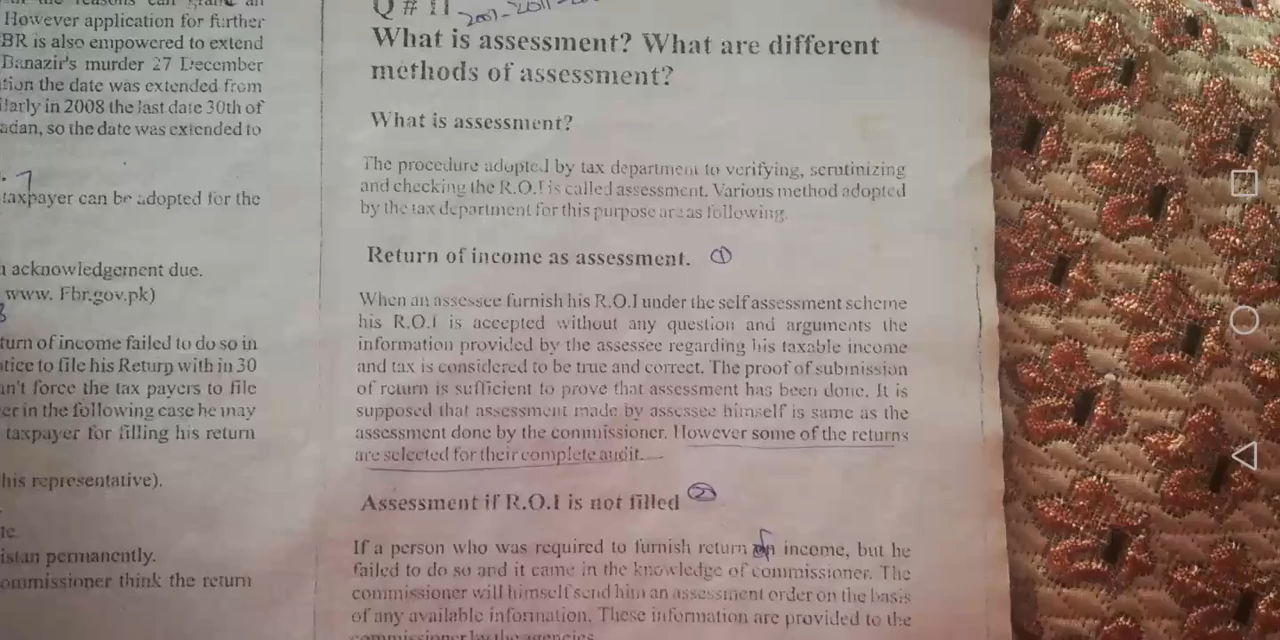 However application for further
BR is also empowered to extend
Banazir's murder 27 December
tion the date was extended from
ilarly in 2008 the last date 30th of
adan, so the date was extended to
taxpayer can be adopted for the
acknowledgement due.
www. Fbr.gov.pk)
turn of income failed to do so in
tice to file his Return with in 30
an't force the tax payers to file
er in the following case he may
taxpayer for filling his return
his representative).
istan permanently.
ommissioner think the return
Q # 11 2007-2011-
What is assessment? What are different
methods of assessment?
What is assessment?
The procedure adopted by tax department to verifying, scrutinizing
and checking the R.O.I is called assessment. Various method adopted
by the tax department for this purpose are as following.
Return of income as assessment. 1
When an assessee furnish his R.O.I under the self assessment scheme
his R.O.I is accepted without any question and arguments the
information provided by the assessee regarding his taxable income
and tax is considered to be true and correct. The proof of submission
of return is sufficient to prove that assessment has been done. It is
supposed that assessment made by assessee himself is same as the
assessment done by the commissioner. However some of the returns
are selected for their complete audit.
Assessment if R.O.I is not filled 2
If a person who was required to furnish return of income, but he
failed to do so and it came in the knowledge of commissioner. The
commissioner will himself send him an assessment order on the basis
of any available information. These information are provided to the
commissioner by the agencies